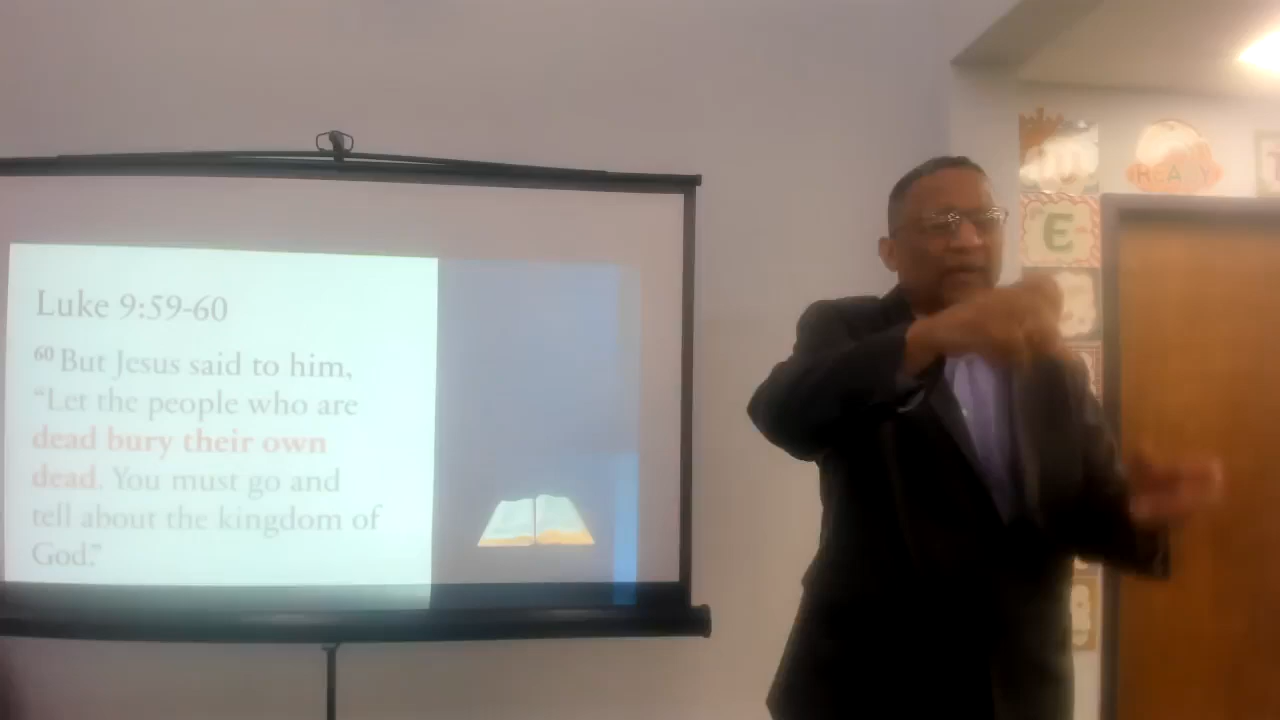 Luke 9:59-60
60 But Jesus said to him,
“Let the people who are
dead bury their own
dead. You must go and
tell about the kingdom of
God.”
READY
E